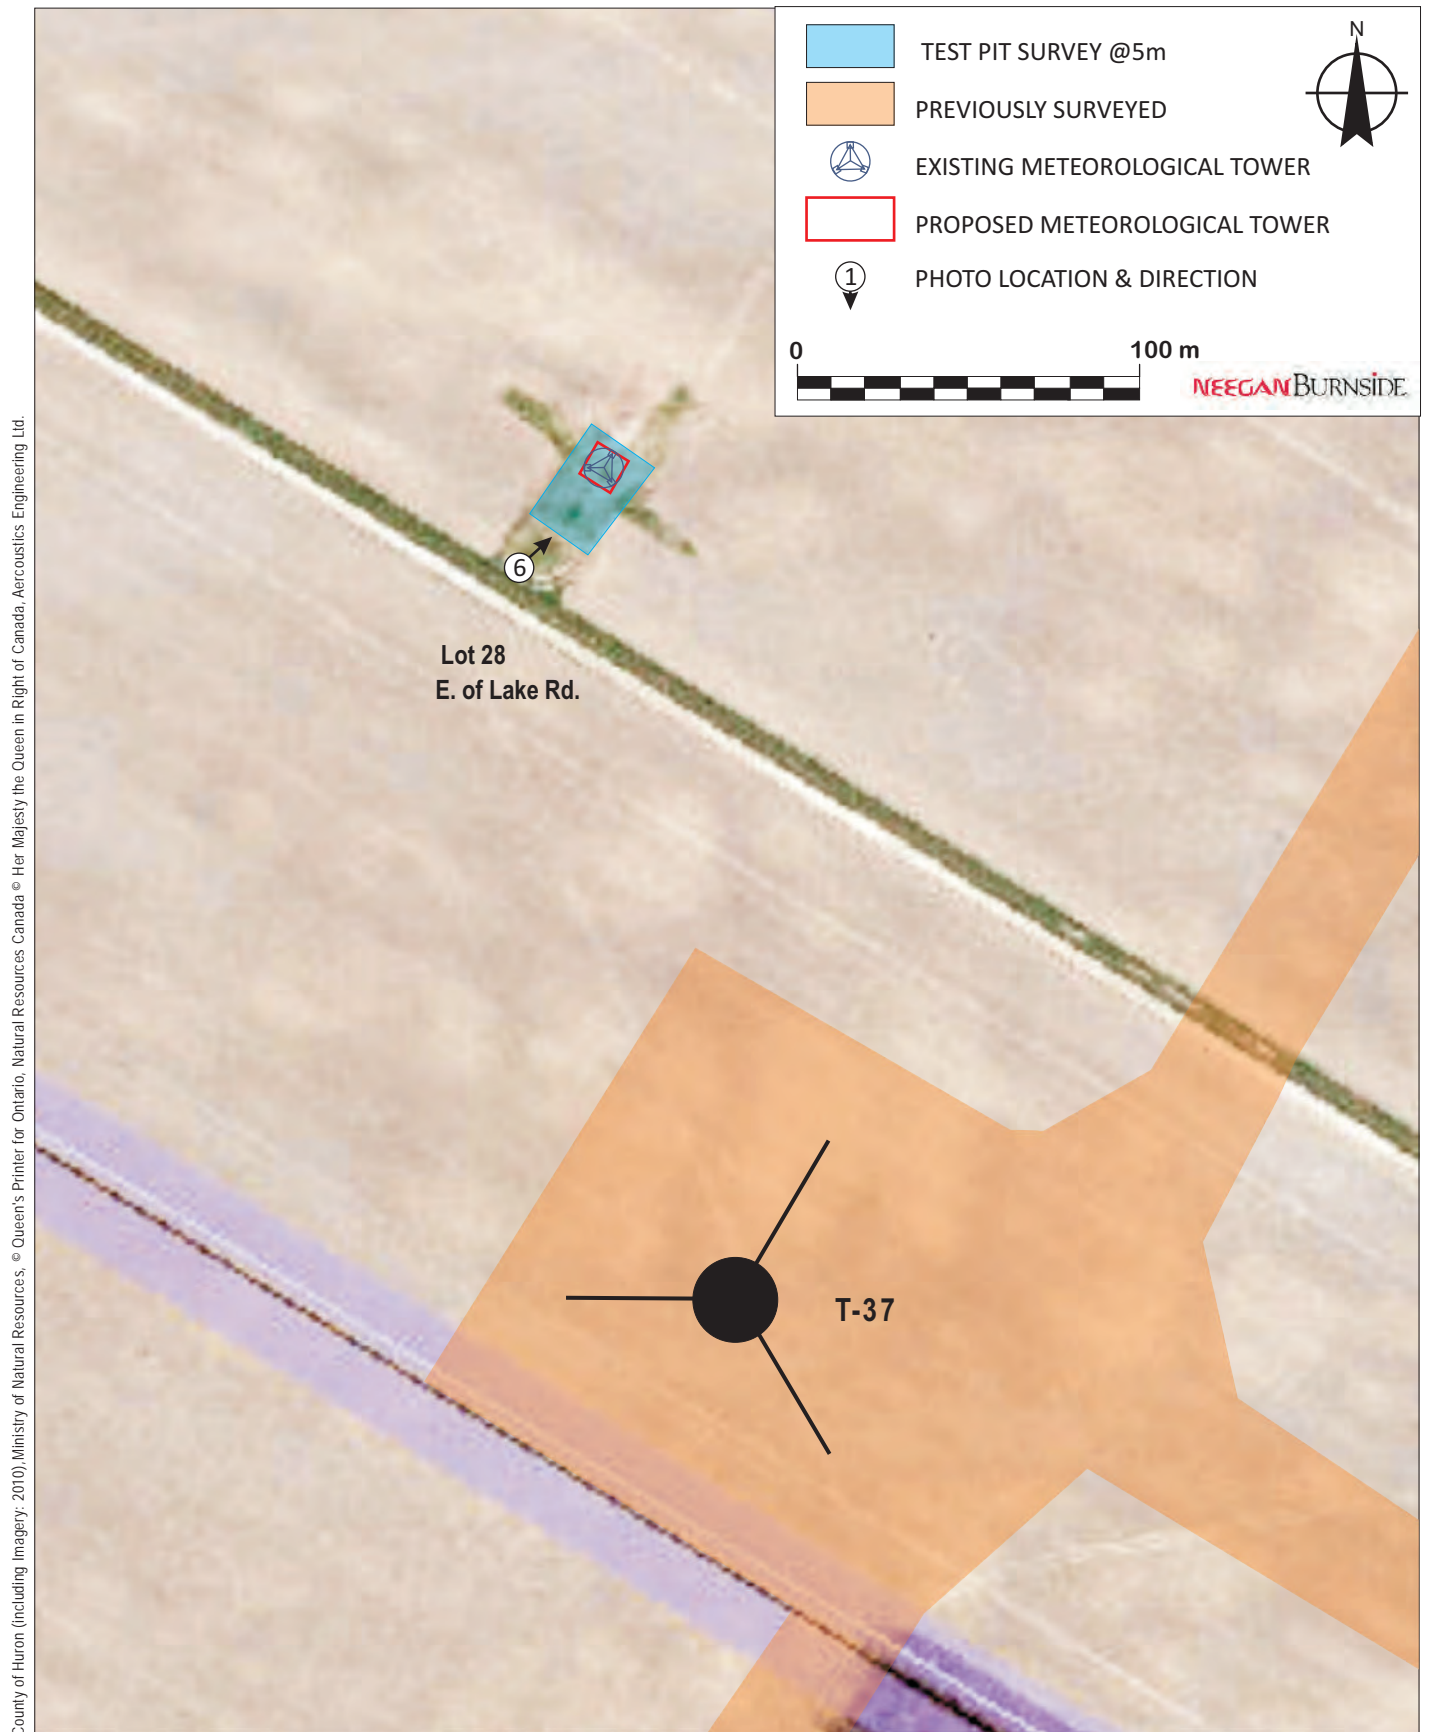 TEST PIT SURVEY @5m
PREVIOUSLY SURVEYED
EXISTING METEOROLOGICAL TOWER
PROPOSED METEOROLOGICAL TOWER
1
PHOTO LOCATION & DIRECTION
N
0
100 m
NEEGAN BURNSIDE
6
Lot 28
E. of Lake Rd.
T-37
County of Huron (including Imagery: 2010), Ministry of Natural Resources, © Queen's Printer for Ontario, Natural Resources Canada © Her Majesty the Queen in Right of Canada, Aercoustics Engineering Ltd.